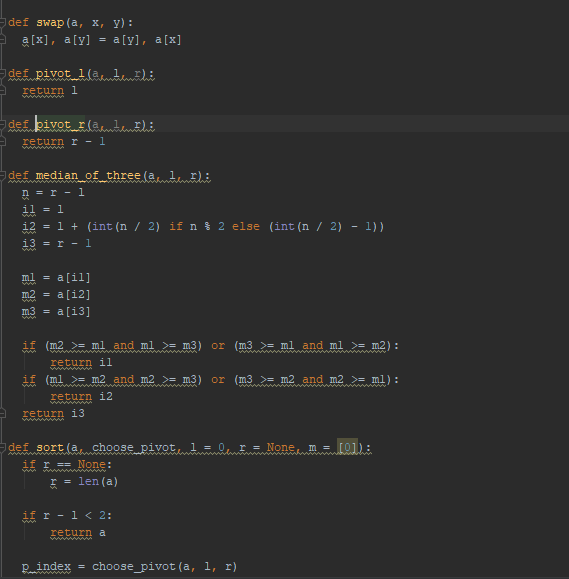 def swap(a, x, y):
a[x], a[y] = a[y], a[x]
def pivot_l(a, l, r):
return l
def pivot_r(a, l, r):
return r - 1
def median_of_three(a, l, r):
n = r - l
i1 = l
i2 = l + (int(n / 2) if n % 2 else (int(n / 2) - 1))
i3 = r - 1
m1 = a[i1]
m2 = a[i2]
m3 = a[i3]
if (m2 >= m1 and m1 >= m3) or (m3 >= m1 and m1 >= m2):
return i1
if (m1 >= m2 and m2 >= m3) or (m3 >= m2 and m2 >= m1):
return i2
return i3
def sort(a, choose_pivot, l = 0, r = None, m = [0]):
if r == None:
r = len(a)
if r - l < 2:
return a
p_index = choose_pivot(a, l, r)